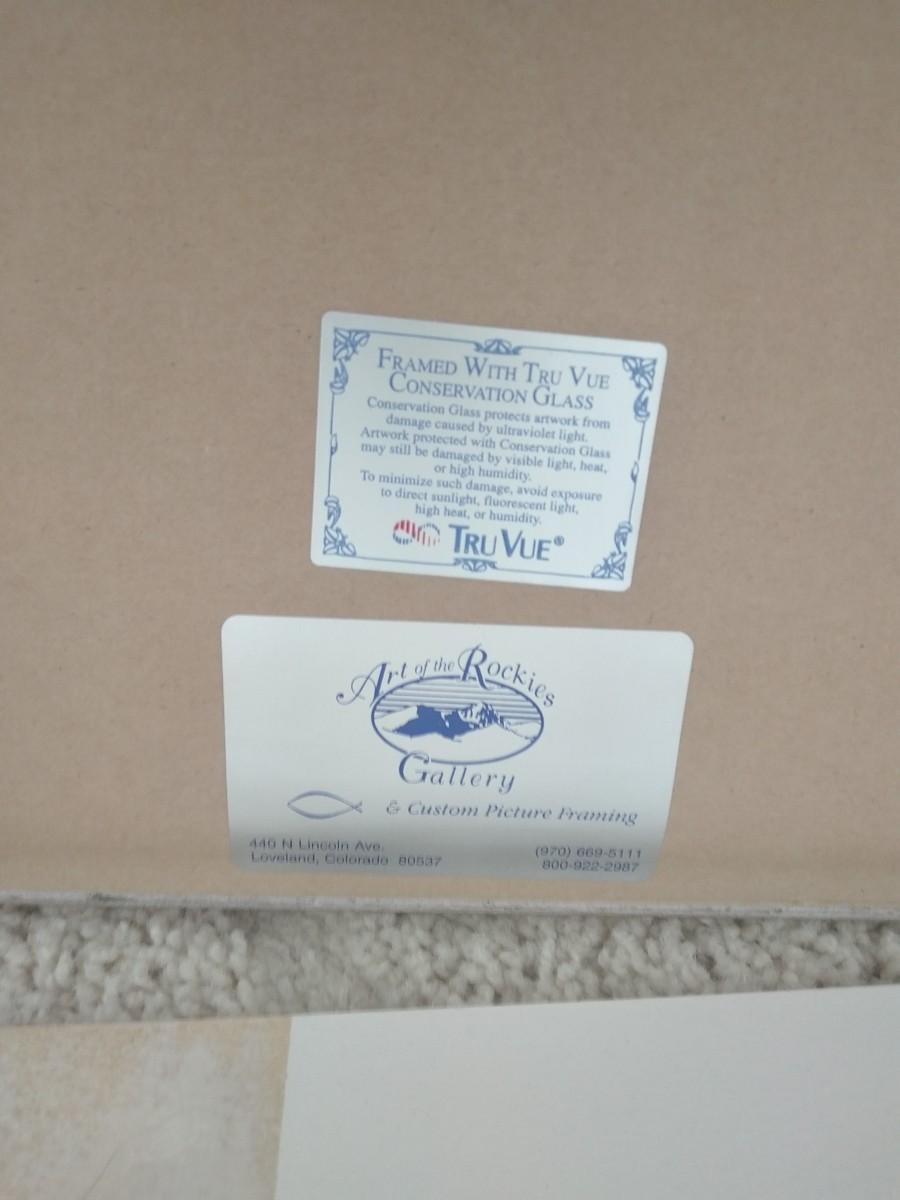 FRAMED WITH TRU VUE
CONSERVATION GLASS
Conservation Glass protects artwork from
damage caused by ultraviolet light.
Artwork protected with Conservation Glass
may still be damaged by visible light, heat,
or high humidity.
To minimize such damage, avoid exposure
to direct sunlight, fluorescent light,
high heat, or humidity.
TRU VUE®
Art of the Rockies
Gallery
& Custom Picture Framing
440 N Lincoln Ave.
Loveland, Colorado 80537
(970) 669-5111
800-922-2987